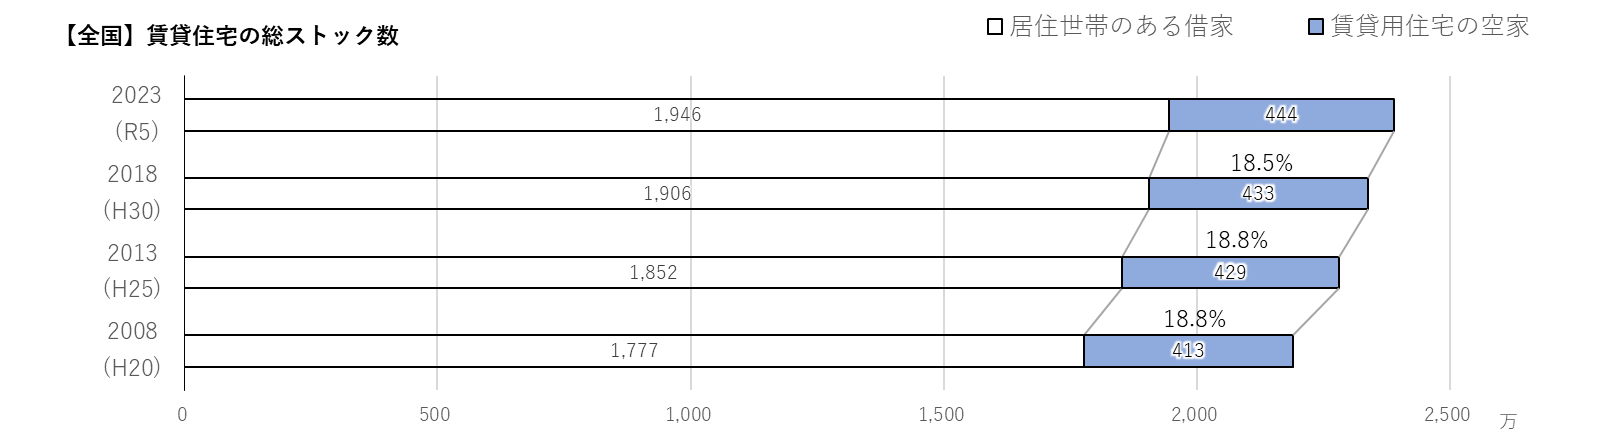 【全国】賃貸住宅の総ストック数
居住世帯のある借家
賃貸用住宅の空家
2023
(R5)
1,946
444
18.5%
2018
(H30)
1,906
433
18.8%
2013
(H25)
1,852
429
18.8%
2008
(H20)
1,777
413
0
500
1,000
1,500
2,000
2,500
万